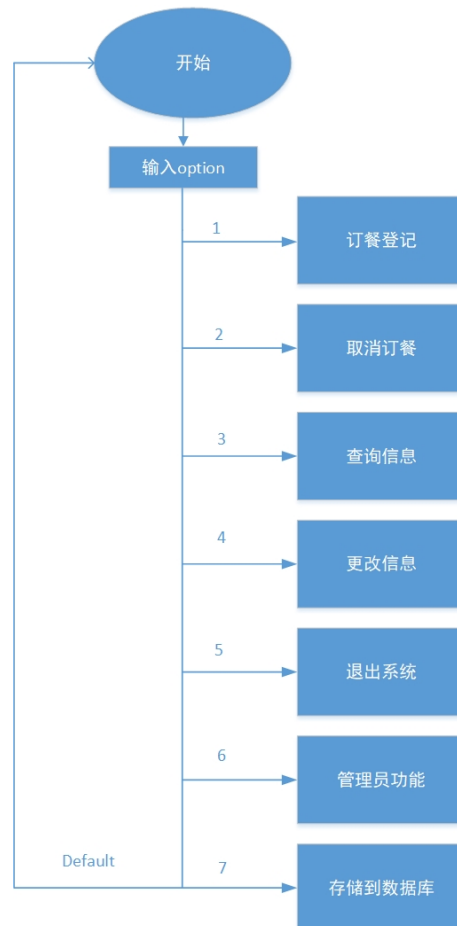 开始
输入option
1
订餐登记
2
取消订餐
3
查询信息
4
更改信息
5
退出系统
6
管理员功能
Default
7
存储到数据库